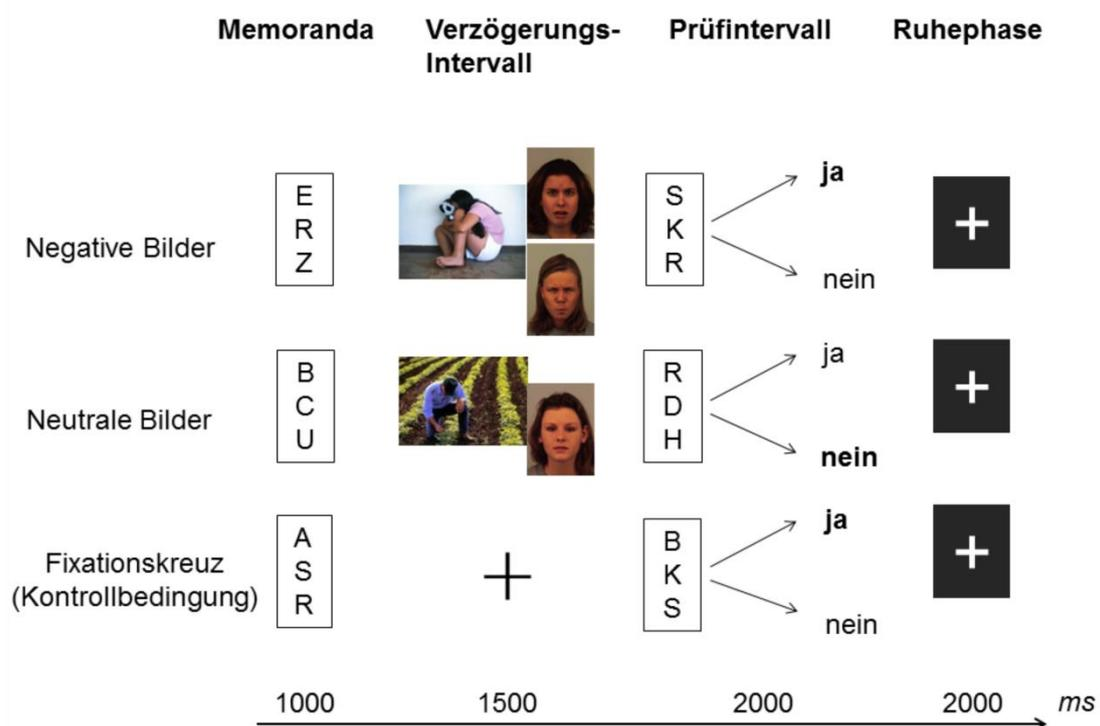 Memoranda
Verzögerungs-
Intervall
Prüfintervall
Ruhephase
Negative Bilder
E
R
Z
S
K
R
ja
nein
Neutrale Bilder
B
C
U
R
D
H
ja
nein
Fixationskreuz
(Kontrollbedingung)
A
S
R
B
K
S
ja
nein
1000 1500 2000 2000 ms